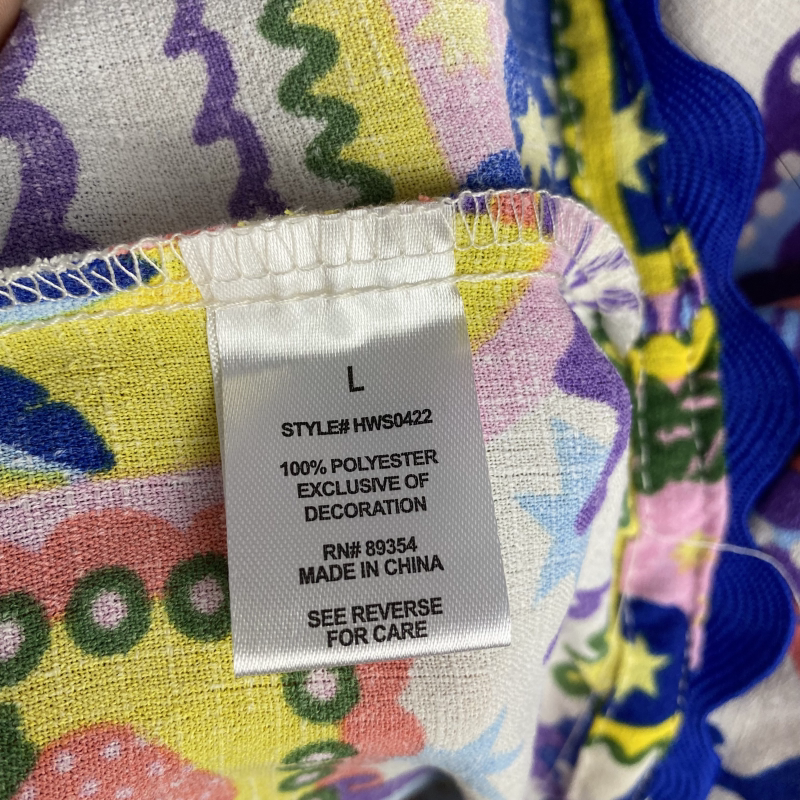 L
STYLE# HWS0422
100% POLYESTER
EXCLUSIVE OF
DECORATION
RN# 89354
MADE IN CHINA
SEE REVERSE
FOR CARE